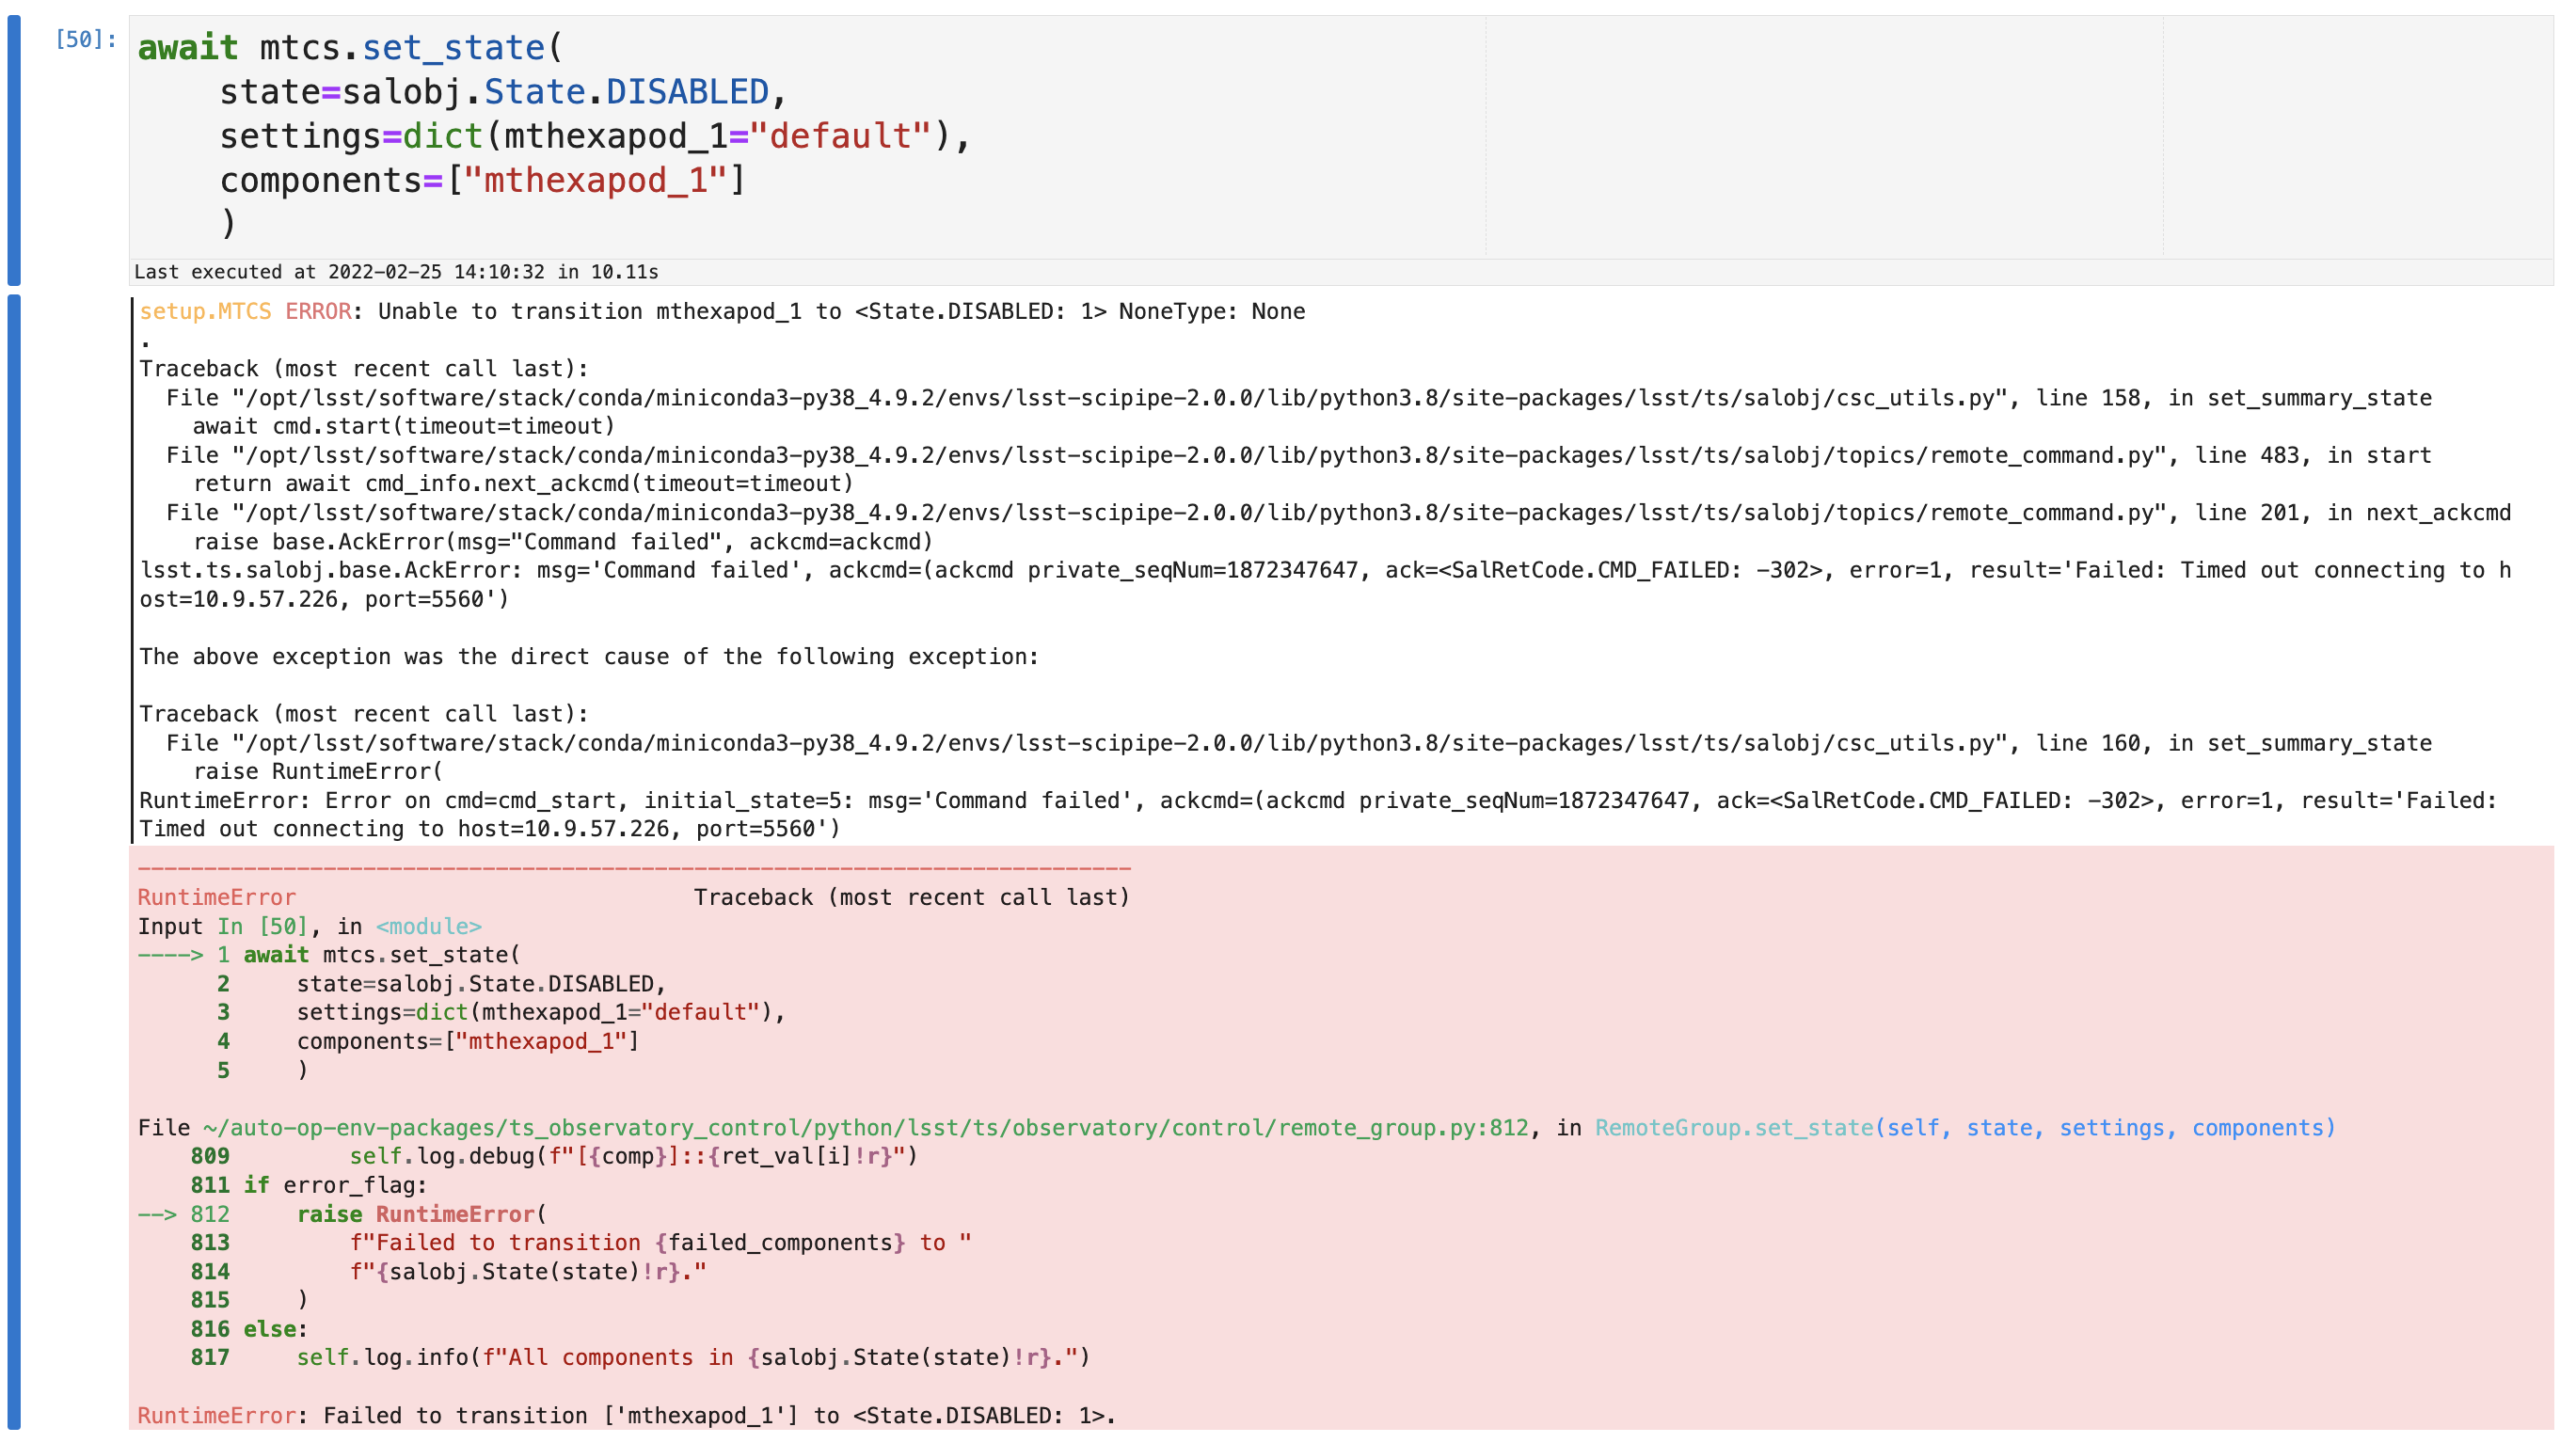 [50]:
await mtcs.set_state(
    state=salobj.State.DISABLED,
    settings=dict(mthexapod_1="default"),
    components=["mthexapod_1"]
    )
Last executed at 2022-02-25 14:10:32 in 10.11s
setup.MTCS ERROR: Unable to transition mthexapod_1 to <State.DISABLED: 1> NoneType: None
.
Traceback (most recent call last):
  File "/opt/lsst/software/stack/conda/miniconda3-py38_4.9.2/envs/lsst-scipipe-2.0.0/lib/python3.8/site-packages/lsst/ts/salobj/csc_utils.py", line 158, in set_summary_state
    await cmd.start(timeout=timeout)
  File "/opt/lsst/software/stack/conda/miniconda3-py38_4.9.2/envs/lsst-scipipe-2.0.0/lib/python3.8/site-packages/lsst/ts/salobj/topics/remote_command.py", line 483, in start
    return await cmd_info.next_ackcmd(timeout=timeout)
  File "/opt/lsst/software/stack/conda/miniconda3-py38_4.9.2/envs/lsst-scipipe-2.0.0/lib/python3.8/site-packages/lsst/ts/salobj/topics/remote_command.py", line 201, in next_ackcmd
    raise base.AckError(msg="Command failed", ackcmd=ackcmd)
lsst.ts.salobj.base.AckError: msg='Command failed', ackcmd=(ackcmd private_seqNum=1872347647, ack=<SalRetCode.CMD_FAILED: -302>, error=1, result='Failed: Timed out connecting to h
ost=10.9.57.226, port=5560')

The above exception was the direct cause of the following exception:

Traceback (most recent call last):
  File "/opt/lsst/software/stack/conda/miniconda3-py38_4.9.2/envs/lsst-scipipe-2.0.0/lib/python3.8/site-packages/lsst/ts/salobj/csc_utils.py", line 160, in set_summary_state
    raise RuntimeError(
RuntimeError: Error on cmd=cmd_start, initial_state=5: msg='Command failed', ackcmd=(ackcmd private_seqNum=1872347647, ack=<SalRetCode.CMD_FAILED: -302>, error=1, result='Failed:
Timed out connecting to host=10.9.57.226, port=5560')
---------------------------------------------------------------------------
RuntimeError                              Traceback (most recent call last)
Input In [50], in <module>
----> 1 await mtcs.set_state(
      2     state=salobj.State.DISABLED,
      3     settings=dict(mthexapod_1="default"),
      4     components=["mthexapod_1"]
      5     )

File ~/auto-op-env-packages/ts_observatory_control/python/lsst/ts/observatory/control/remote_group.py:812, in RemoteGroup.set_state(self, state, settings, components)
    809         self.log.debug(f"[{comp}]::{ret_val[i]!r}")
    811 if error_flag:
--> 812     raise RuntimeError(
    813         f"Failed to transition {failed_components} to "
    814         f"{salobj.State(state)!r}."
    815     )
    816 else:
    817     self.log.info(f"All components in {salobj.State(state)!r}.")

RuntimeError: Failed to transition ['mthexapod_1'] to <State.DISABLED: 1>.